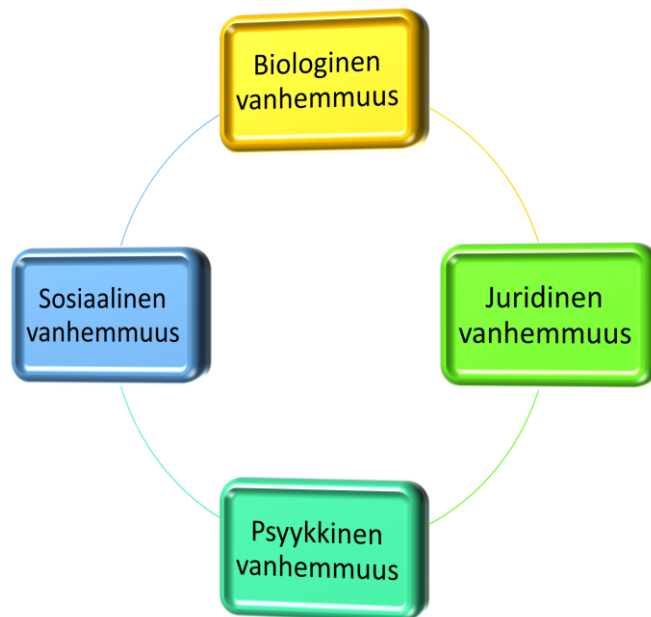 Biologinen
vanhemmuus
Juridinen
vanhemmuus
Psyykkinen
vanhemmuus
Sosiaalinen
vanhemmuus